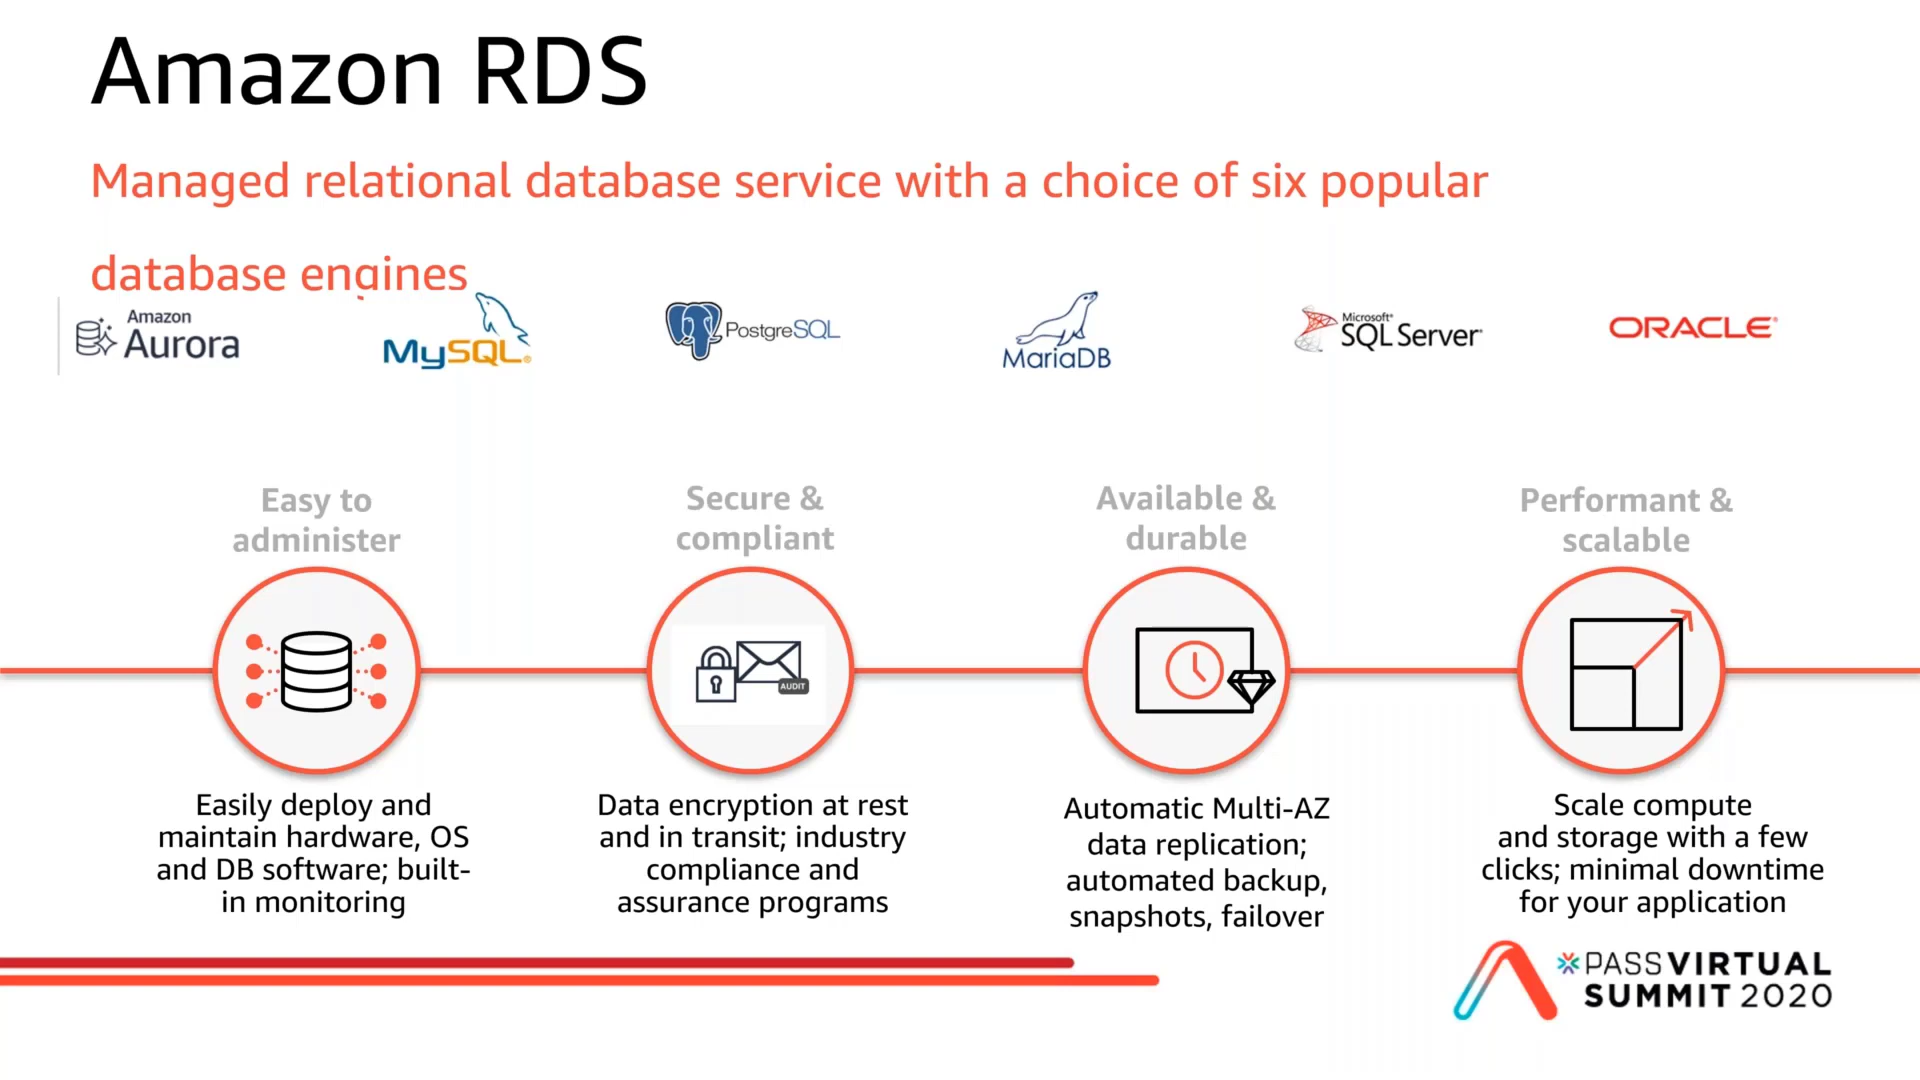 Amazon RDS
Managed relational database service with a choice of six popular
database engines
Amazon
Aurora
MySQL®
PostgreSQL
MariaDB
Microsoft®
SQL Server®
ORACLE®
Easy to
administer
Secure &
compliant
Available &
durable
Performant &
scalable
AUDIT
Easily deploy and
maintain hardware, OS
and DB software; built-
in monitoring
Data encryption at rest
and in transit; industry
compliance and
assurance programs
Automatic Multi-AZ
data replication;
automated backup,
snapshots, failover
Scale compute
and storage with a few
clicks; minimal downtime
for your application
PASS VIRTUAL
SUMMIT 2020